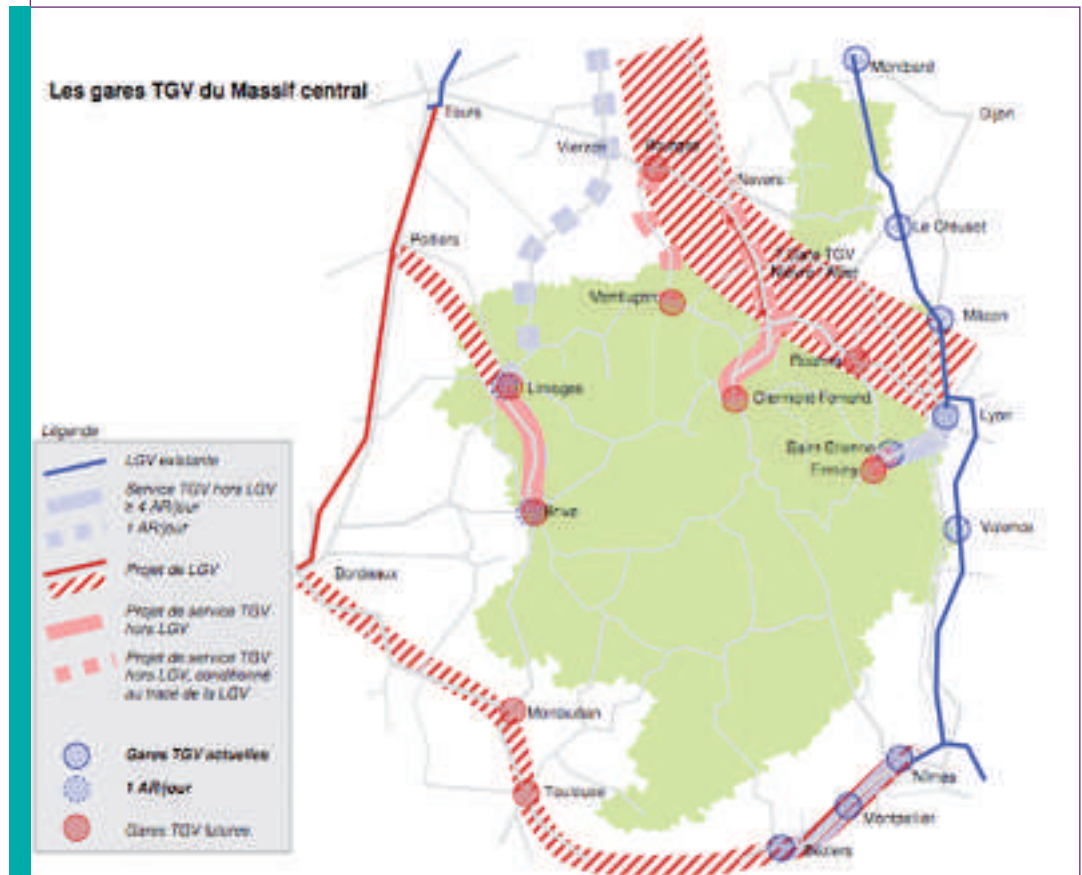 Les gares TGV du Massif central
Montbard
Dijon
Tours
Vierzon
Bourges
Nevers
Le Creusot
Poitiers
? Gare TGV
Nièvre / Allier
Montluçon
Mâcon
Roanne
Limoges
Clermont-Ferrand
Lyon
Saint-Etienne
Firminy
Brive
Valence
Bordeaux
Montauban
Toulouse
Nîmes
Montpellier
Béziers
Légende
LGV existante
Service TGV hors LGV
≥ 4 AR/jour
1 AR/jour
Projet de LGV
Projet de service TGV
hors LGV
Projet de service TGV
hors LGV, conditionné
au tracé de la LGV
Gares TGV actuelles
1 AR/jour
Gares TGV futures